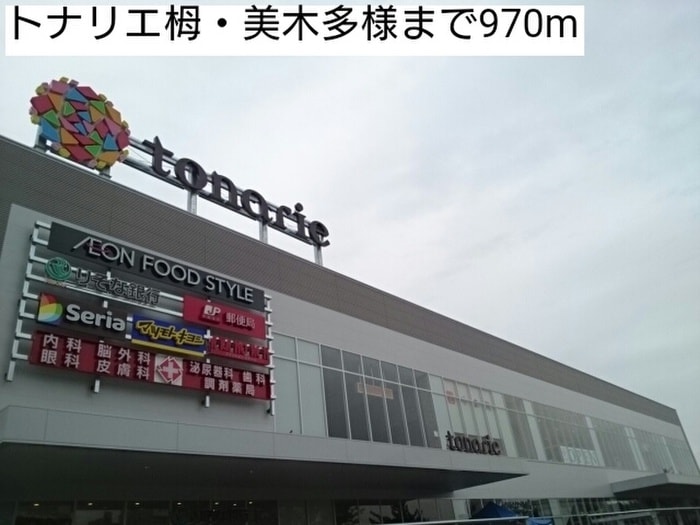 トナリエ栂・美木多様まで970m
tonarie
ÆON FOOD STYLE
りそな銀行
JP 郵便局
Seria
マツモトキヨシ
内科 脳外科 泌尿器科 歯科
眼科 皮膚科 調剤薬局
tonarie